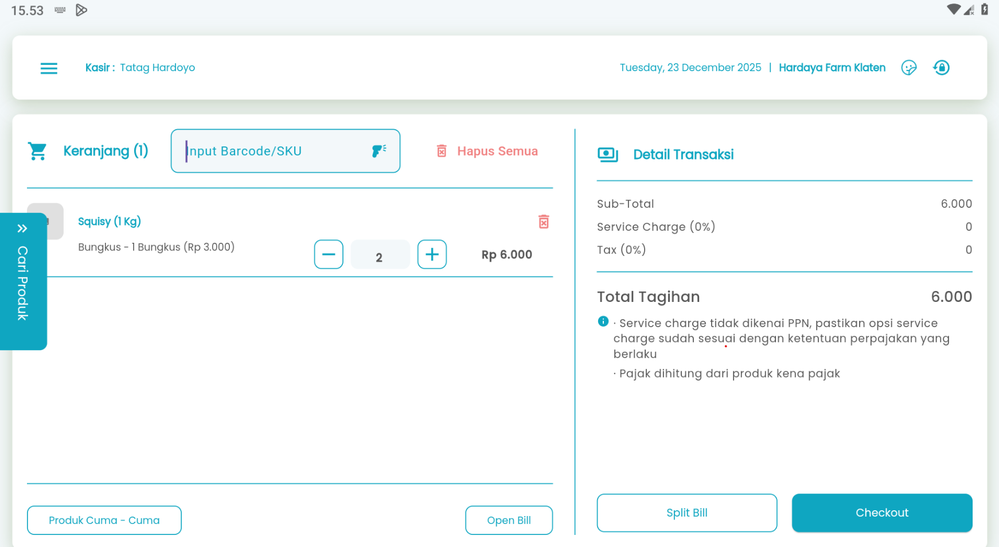 15.53
Kasir : Tatag Hardoyo
Tuesday, 23 December 2025 | Hardaya Farm Klaten
Keranjang (1)
Input Barcode/SKU
Hapus Semua
Squisy (1 Kg)
Bungkus - 1 Bungkus (Rp 3.000)
2
Rp 6.000
Cari Produk
Produk Cuma - Cuma
Open Bill
Detail Transaksi
Sub-Total 6.000
Service Charge (0%) 0
Tax (0%) 0
Total Tagihan 6.000
· Service charge tidak dikenai PPN, pastikan opsi service
charge sudah sesuai dengan ketentuan perpajakan yang
berlaku
· Pajak dihitung dari produk kena pajak
Split Bill
Checkout